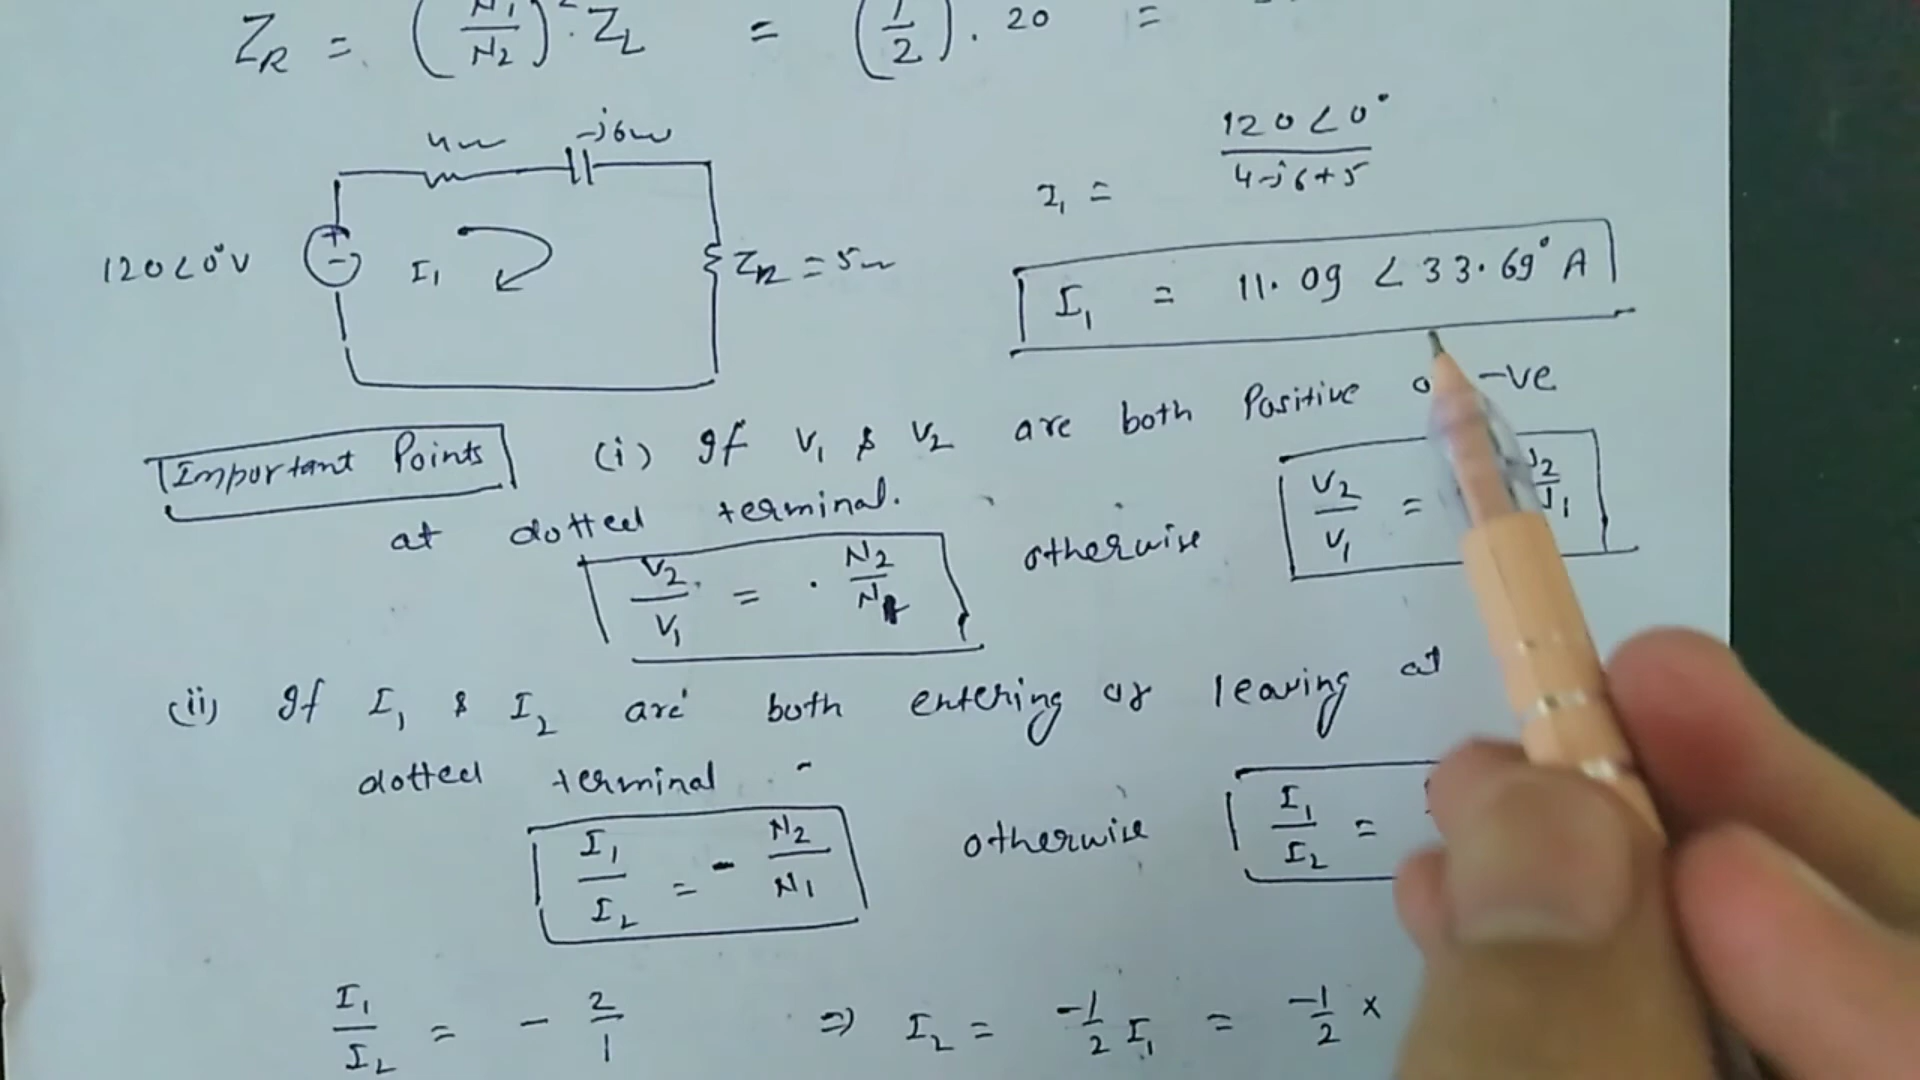 Z_R = (N1/N2)^2 . Z_L = (1/2) . 20 =
4ω -j6ω
120∠0°V I1 Z_R = 5ω
I1 = 120∠0° / 4-j6+5
I1 = 11.09 ∠33.69° A
Important Points (i) If V1 & V2 are both Positive -ve
at dotted terminal.
V2/V1 = N2/N1 otherwise V2/V1 =
(ii) If I1 & I2 are both entering or leaving at
dotted terminal
I1/I2 = - N2/N1 otherwise I1/I2 =
I1/I2 = - 2/1 ⇒ I2 = -1/2 I1 = -1/2 ×